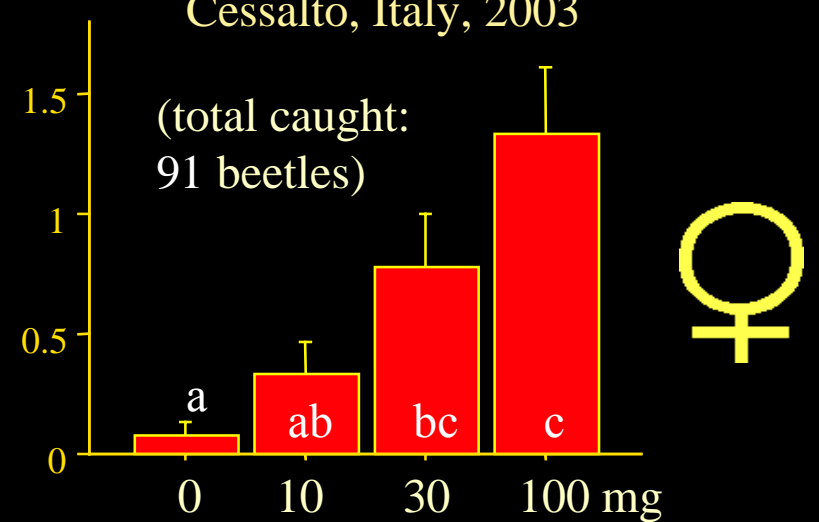 Cessalto, Italy, 2003
1.5
(total caught:
91 beetles)
1
0.5
a
ab
bc
c
0
0
10
30
100 mg